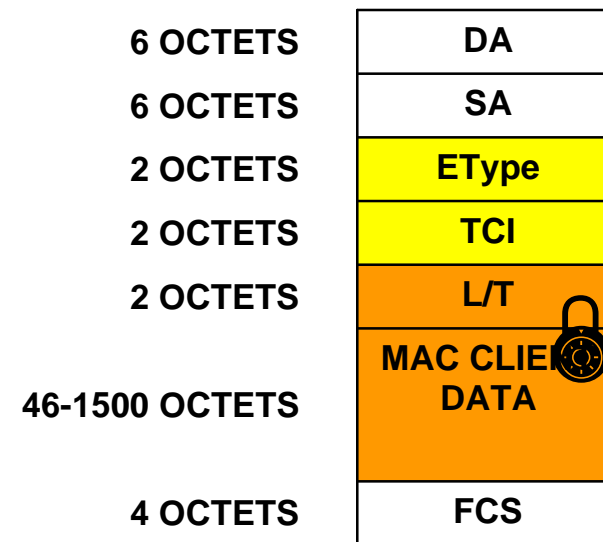 6 OCTETS DA
6 OCTETS SA
2 OCTETS EType
2 OCTETS TCI
2 OCTETS L/T
MAC
46-1500 OCTETS DATA
4 OCTETS FCS